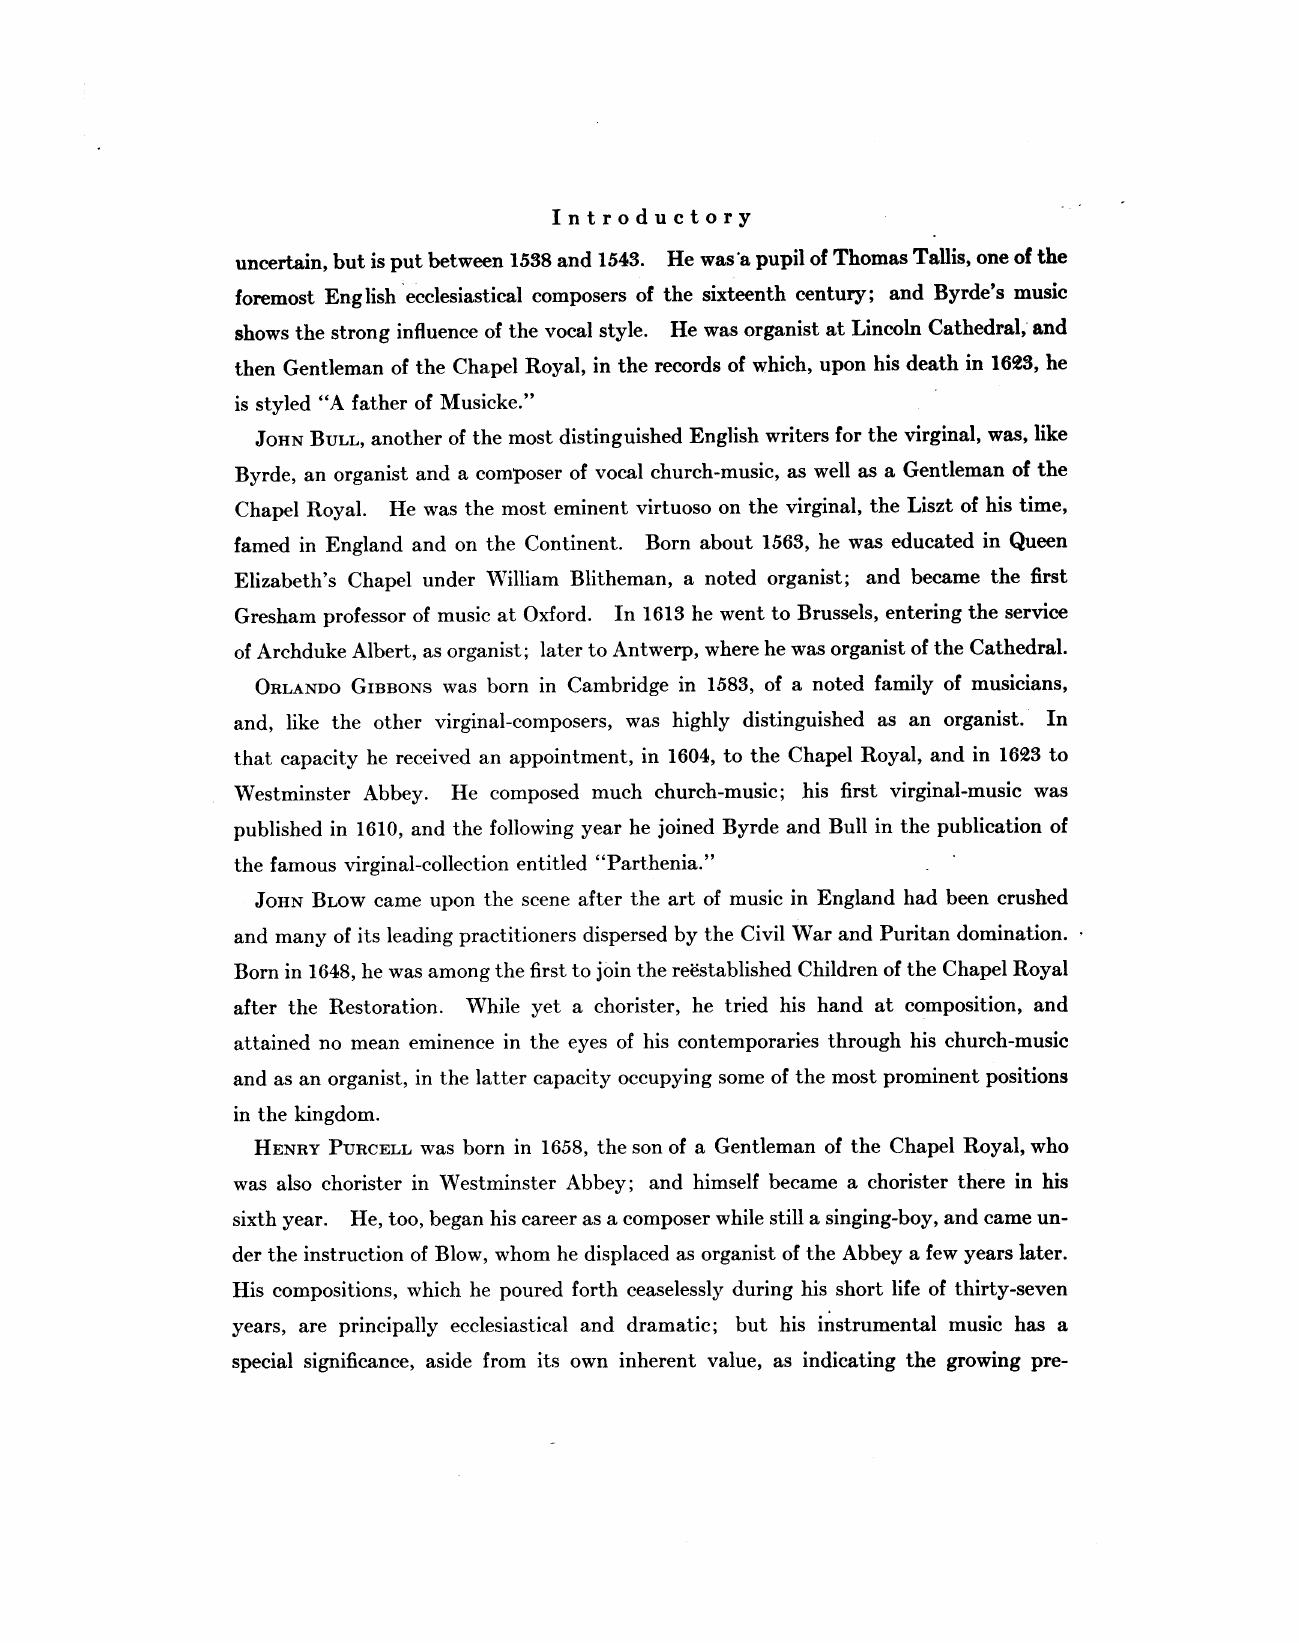 Introductory
uncertain, but is put between 1538 and 1543. He was a pupil of Thomas Tallis, one of the
foremost English ecclesiastical composers of the sixteenth century; and Byrde's music
shows the strong influence of the vocal style. He was organist at Lincoln Cathedral, and
then Gentleman of the Chapel Royal, in the records of which, upon his death in 1623, he
is styled “A father of Musicke.”
JOHN BULL, another of the most distinguished English writers for the virginal, was, like
Byrde, an organist and a composer of vocal church-music, as well as a Gentleman of the
Chapel Royal. He was the most eminent virtuoso on the virginal, the Liszt of his time,
famed in England and on the Continent. Born about 1563, he was educated in Queen
Elizabeth's Chapel under William Blitheman, a noted organist; and became the first
Gresham professor of music at Oxford. In 1613 he went to Brussels, entering the service
of Archduke Albert, as organist; later to Antwerp, where he was organist of the Cathedral.
ORLANDO GIBBONS was born in Cambridge in 1583, of a noted family of musicians,
and, like the other virginal-composers, was highly distinguished as an organist. In
that capacity he received an appointment, in 1604, to the Chapel Royal, and in 1623 to
Westminster Abbey. He composed much church-music; his first virginal-music was
published in 1610, and the following year he joined Byrde and Bull in the publication of
the famous virginal-collection entitled “Parthenia.”
JOHN BLOW came upon the scene after the art of music in England had been crushed
and many of its leading practitioners dispersed by the Civil War and Puritan domination.
Born in 1648, he was among the first to join the reëstablished Children of the Chapel Royal
after the Restoration. While yet a chorister, he tried his hand at composition, and
attained no mean eminence in the eyes of his contemporaries through his church-music
and as an organist, in the latter capacity occupying some of the most prominent positions
in the kingdom.
HENRY PURCELL was born in 1658, the son of a Gentleman of the Chapel Royal, who
was also chorister in Westminster Abbey; and himself became a chorister there in his
sixth year. He, too, began his career as a composer while still a singing-boy, and came un-
der the instruction of Blow, whom he displaced as organist of the Abbey a few years later.
His compositions, which he poured forth ceaselessly during his short life of thirty-seven
years, are principally ecclesiastical and dramatic; but his instrumental music has a
special significance, aside from its own inherent value, as indicating the growing pre-